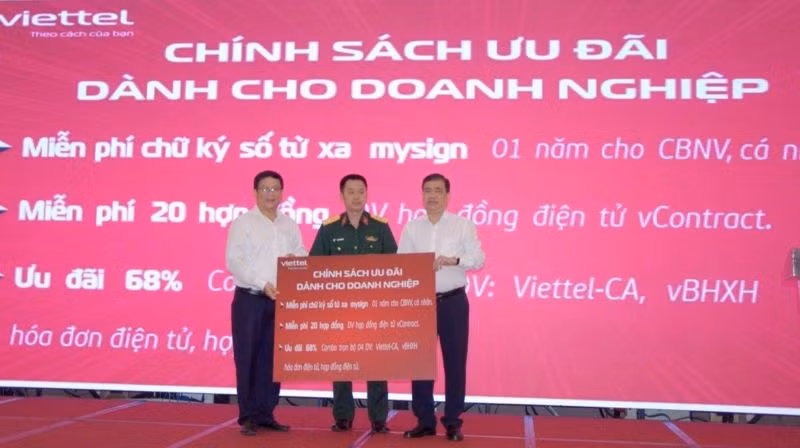 viettel
Theo cách của bạn
CHÍNH SÁCH ƯU ĐÃI
DÀNH CHO DOANH NGHIỆP
Miễn phí chữ ký số từ xa mysign 01 năm cho CBNV, cá
Miễn phí 20 hợp đồng DV hợp đồng điện tử vContract.
Ưu đãi 68% DV: Viettel-CA, vBHXH
hóa đơn điện tử,
viettel
CHÍNH SÁCH ƯU ĐÃI
DÀNH CHO DOANH NGHIỆP
Miễn phí chữ ký số từ xa mysign 01 năm cho CBNV, cá nhân.
Miễn phí 20 hợp đồng DV hợp đồng điện tử vContract.
Ưu đãi 68% Combo trọn bộ 04 DV: Viettel-CA, vBHXH
hóa đơn điện tử, hợp đồng điện tử.